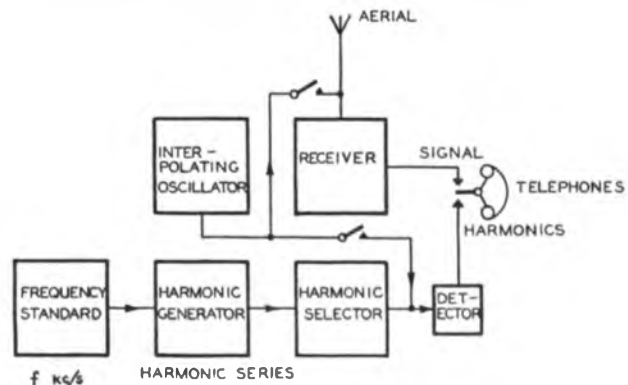 AERIAL
INTER -
POLATING
OSCILLATOR
RECEIVER
SIGNAL
TELEPHONES
HARMONICS
FREQUENCY
STANDARD
HARMONIC
GENERATOR
HARMONIC
SELECTOR
DET-
ECTOR
f KC/S
HARMONIC SERIES